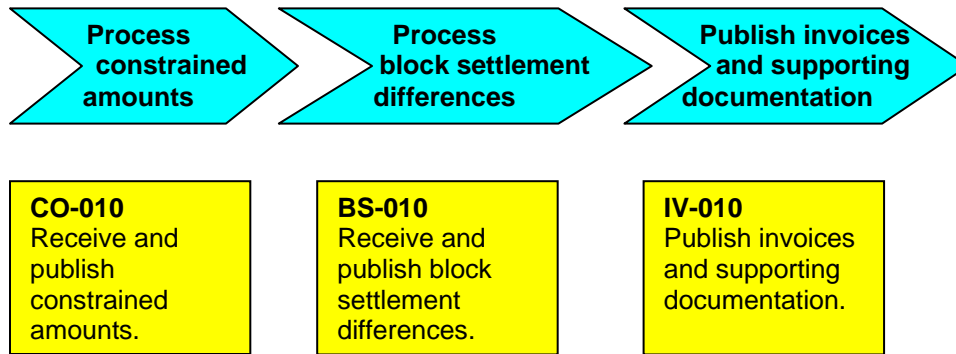 Process
constrained
amounts
Process
block settlement
differences
Publish invoices
and supporting
documentation
CO-010
Receive and
publish
constrained
amounts.
BS-010
Receive and
publish block
settlement
differences.
IV-010
Publish invoices
and supporting
documentation.